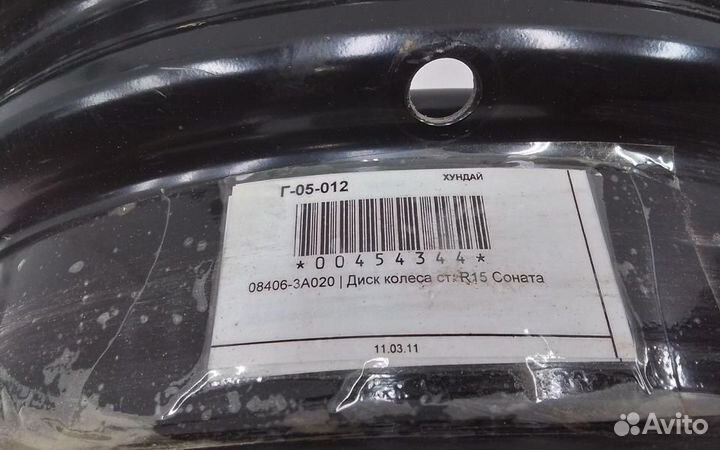 Г-05-012
ХУНДАЙ
*00454344*
08406-3A020 | Диск колеса ст. R15 Соната
11.03.11
Avito